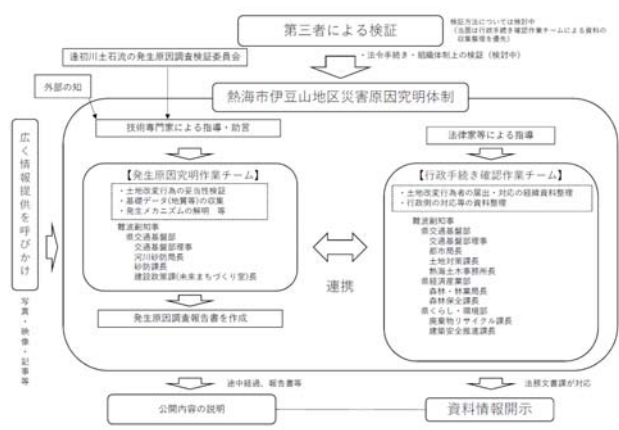 第三者による検証
検証方法については検討中
(当面は行政手続き確認作業チームによる資料の
収集整理を優先)
逢初川土石流の発生原因調査検証委員会
・法令手続き・組織体制上の検証（検討中）
外部の知
熱海市伊豆山地区災害原因究明体制
技術専門家による指導・助言
法律家等による指導
広く情報提供を呼びかけ
写真・映像・記事等
【発生原因究明作業チーム】
・土地改変行為の妥当性検証
・基礎データ(地質等)の収集
・発生メカニズムの解明 等
難波副知事
県交通基盤部
交通基盤部理事
河川砂防局長
砂防課長
建設政策課(未来まちづくり室)長
発生原因調査報告書を作成
連携
【行政手続き確認作業チーム】
・土地改変行為者の届出・対応の経緯資料整理
・行政側の対応等の資料整理
難波副知事
県交通基盤部
交通基盤部理事
都市局長
土地対策課長
熱海土木事務所長
県経済産業部
森林・林業局長
森林保全課長
県くらし・環境部
廃棄物リサイクル課長
建築安全推進課長
途中経過、報告書等
法務文書課が対応
公開内容の説明
資料情報開示